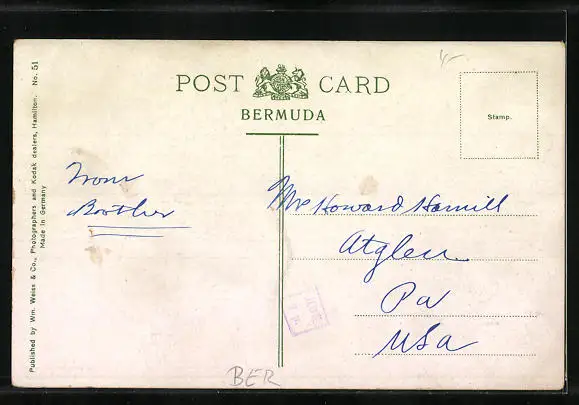 Published by Wm. Weiss & Co., Photographers and Kodak dealers, Hamilton. No. 51
Made in Germany
POST CARD
BERMUDA
Stamp.
From
Brother
Mr Howard Hamill
Atglen
Pa
USA
BER